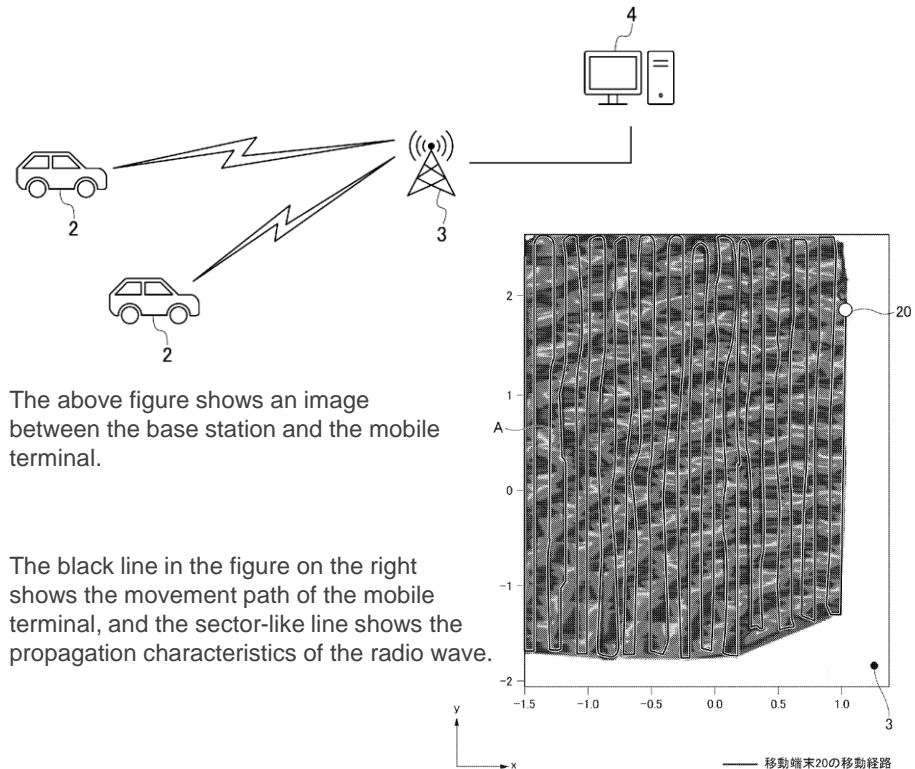 4
2
3
2
The above figure shows an image
between the base station and the mobile
terminal.
The black line in the figure on the right
shows the movement path of the mobile
terminal, and the sector-like line shows the
propagation characteristics of the radio wave.
2
1
0
-1
-2
A
20
-1.5 -1.0 -0.5 0.0 0.5 1.0
3
y
x
移動端末20の移動経路